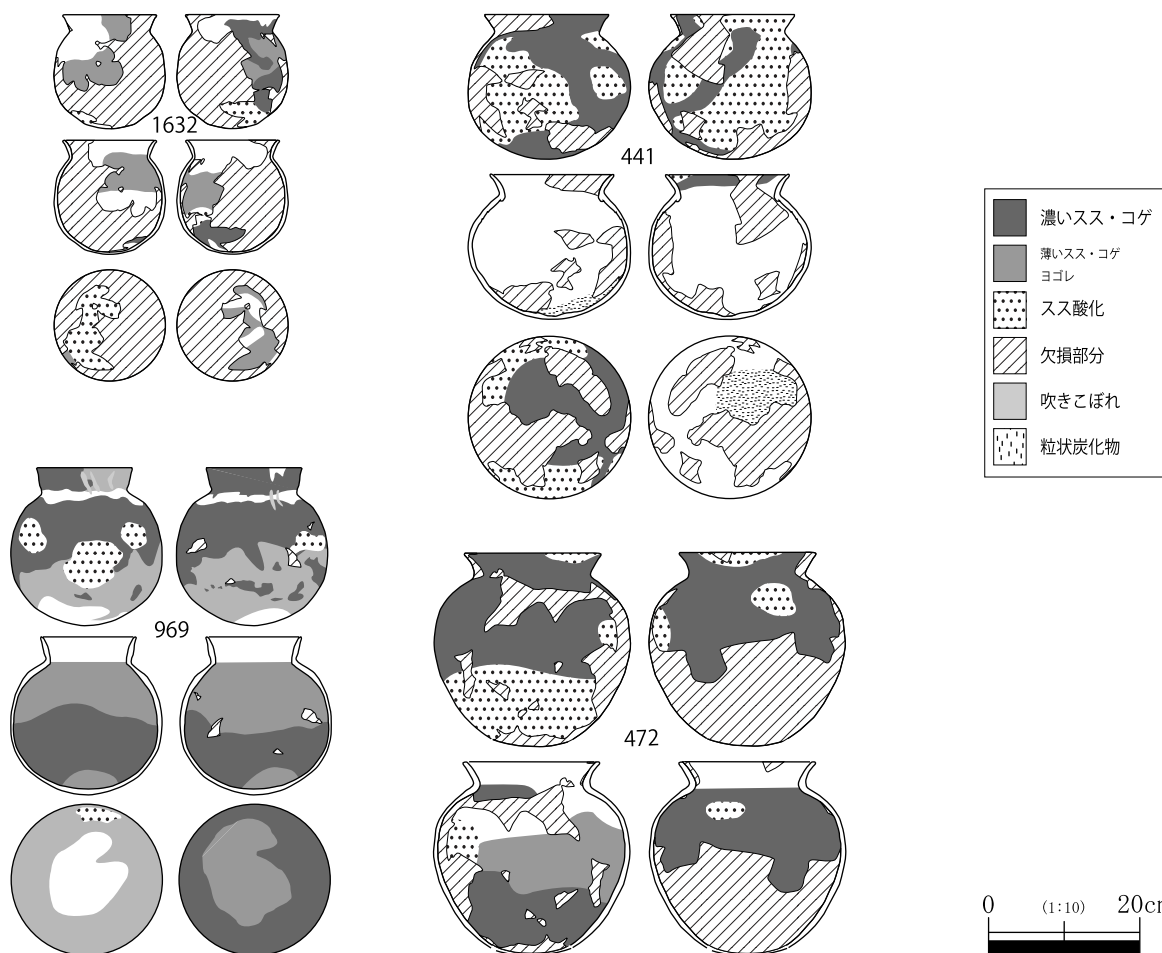 1632
441
969
472
濃いスス・コゲ
薄いスス・コゲ
ヨゴレ
スス酸化
欠損部分
吹きこぼれ
粒状炭化物
0 (1:10) 20cm